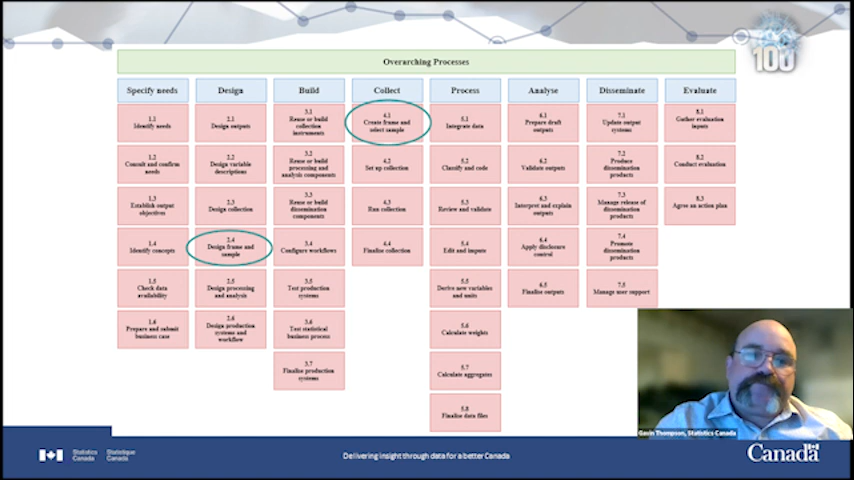 100
Overarching Processes
Specify needs
Design
Build
Collect
Process
Analyse
Disseminate
Evaluate
1.1
Identify needs
2.1
Design outputs
3.1
Reuse or build
collection
instruments
4.1
Create frame and
select sample
5.1
Integrate data
6.1
Prepare draft
outputs
7.1
Update output
systems
8.1
Gather evaluation
inputs
1.2
Consult and confirm
needs
2.2
Design variable
descriptions
3.2
Reuse or build
processing and
analysis components
4.2
Set up collection
5.2
Classify and code
6.2
Validate outputs
7.2
Produce
dissemination
products
8.2
Conduct evaluation
1.3
Establish output
objectives
2.3
Design collection
3.3
Reuse or build
dissemination
components
4.3
Run collection
5.3
Review and validate
6.3
Interpret and explain
outputs
7.3
Manage release of
dissemination
products
8.3
Agree an action plan
1.4
Identify concepts
2.4
Design frame and
sample
3.4
Configure workflows
4.4
Finalise collection
5.4
Edit and impute
6.4
Apply disclosure
control
7.4
Promote
dissemination
products
1.5
Check data
availability
2.5
Design processing
and analysis
3.5
Test production
systems
5.5
Derive new variables
and units
6.5
Finalise outputs
7.5
Manage user support
1.6
Prepare and submit
business case
2.6
Design production
systems and
workflow
3.6
Test statistical
business process
5.6
Calculate weights
3.7
Finalise production
systems
5.7
Calculate aggregates
5.8
Finalise data files
Gavin Thompson, Statistics Canada
Statistics
Canada
Statistique
Canada
Delivering insight through data for a better Canada
Canada